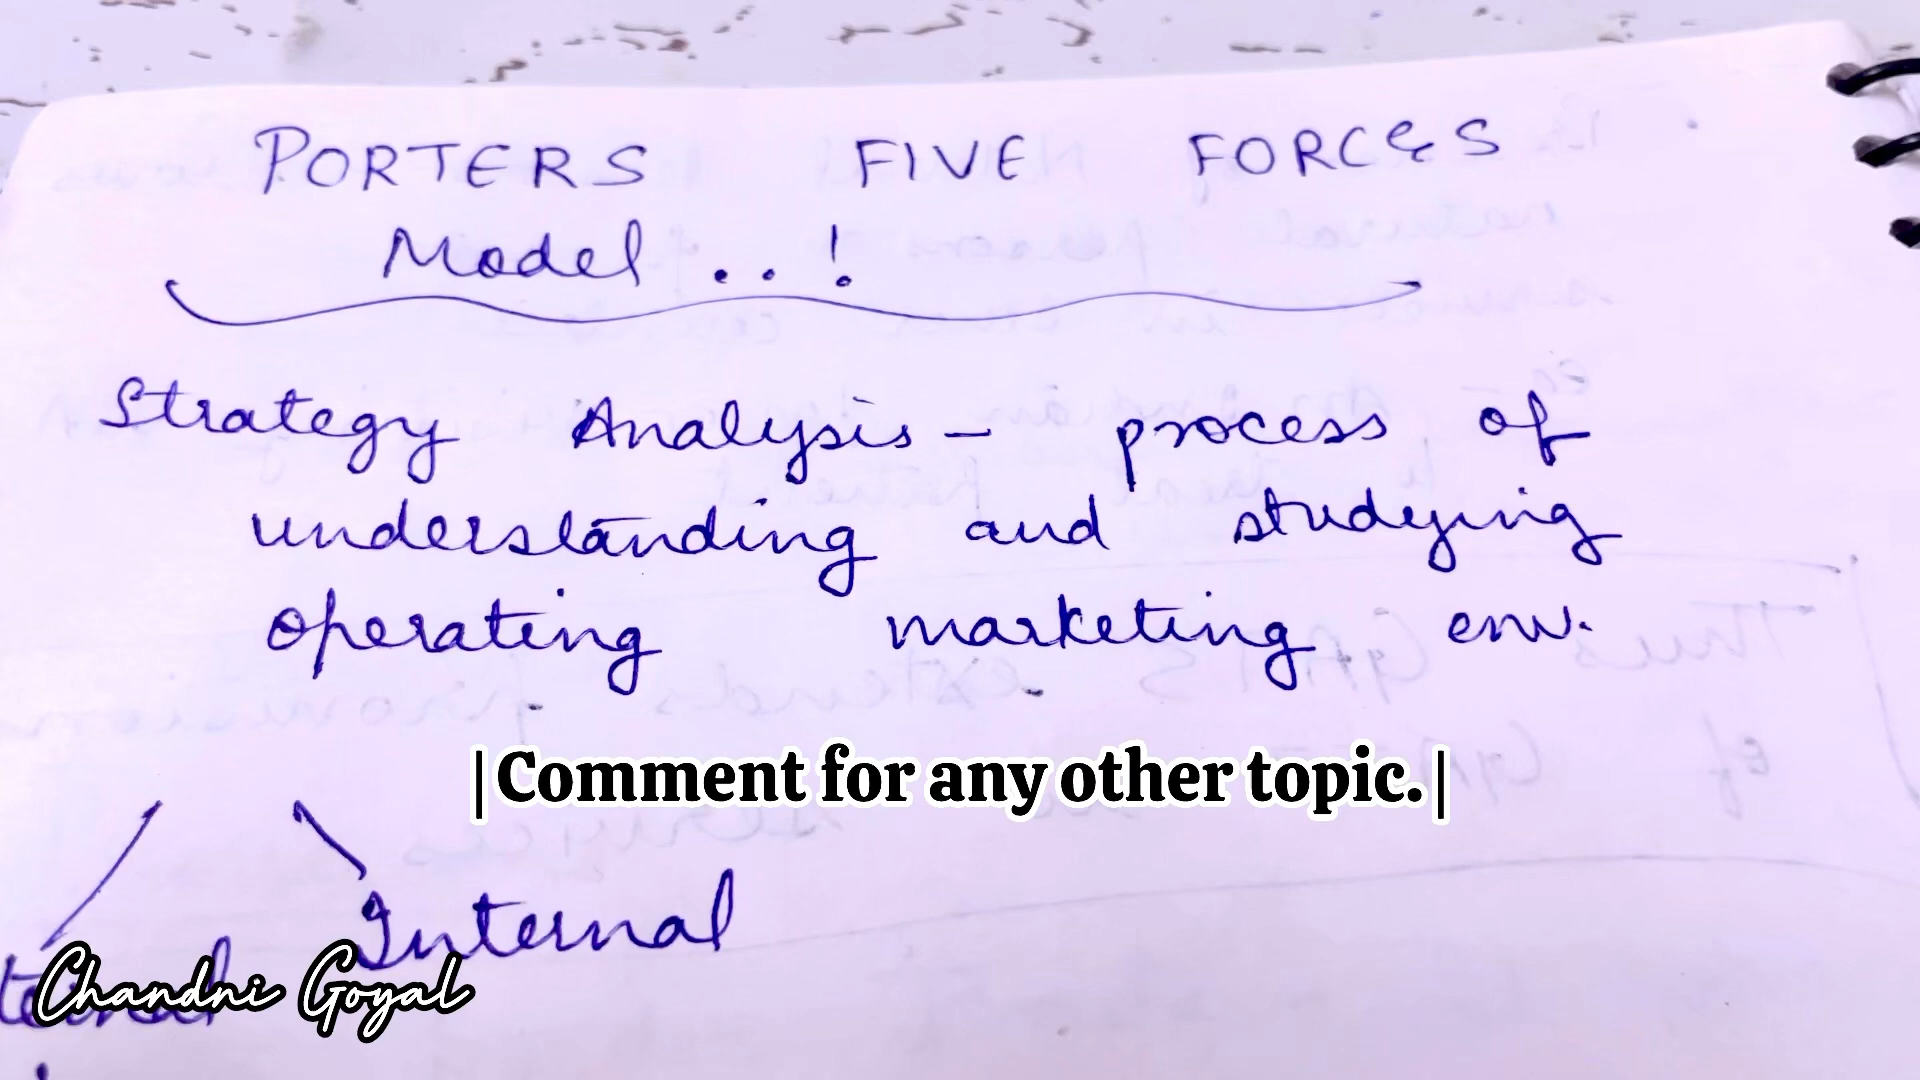 PORTERS FIVE FORCES
Model ..!
Strategy Analysis - process of
understanding and studying
operating marketing env.
|Comment for any other topic.|
Internal
Chandni Goyal